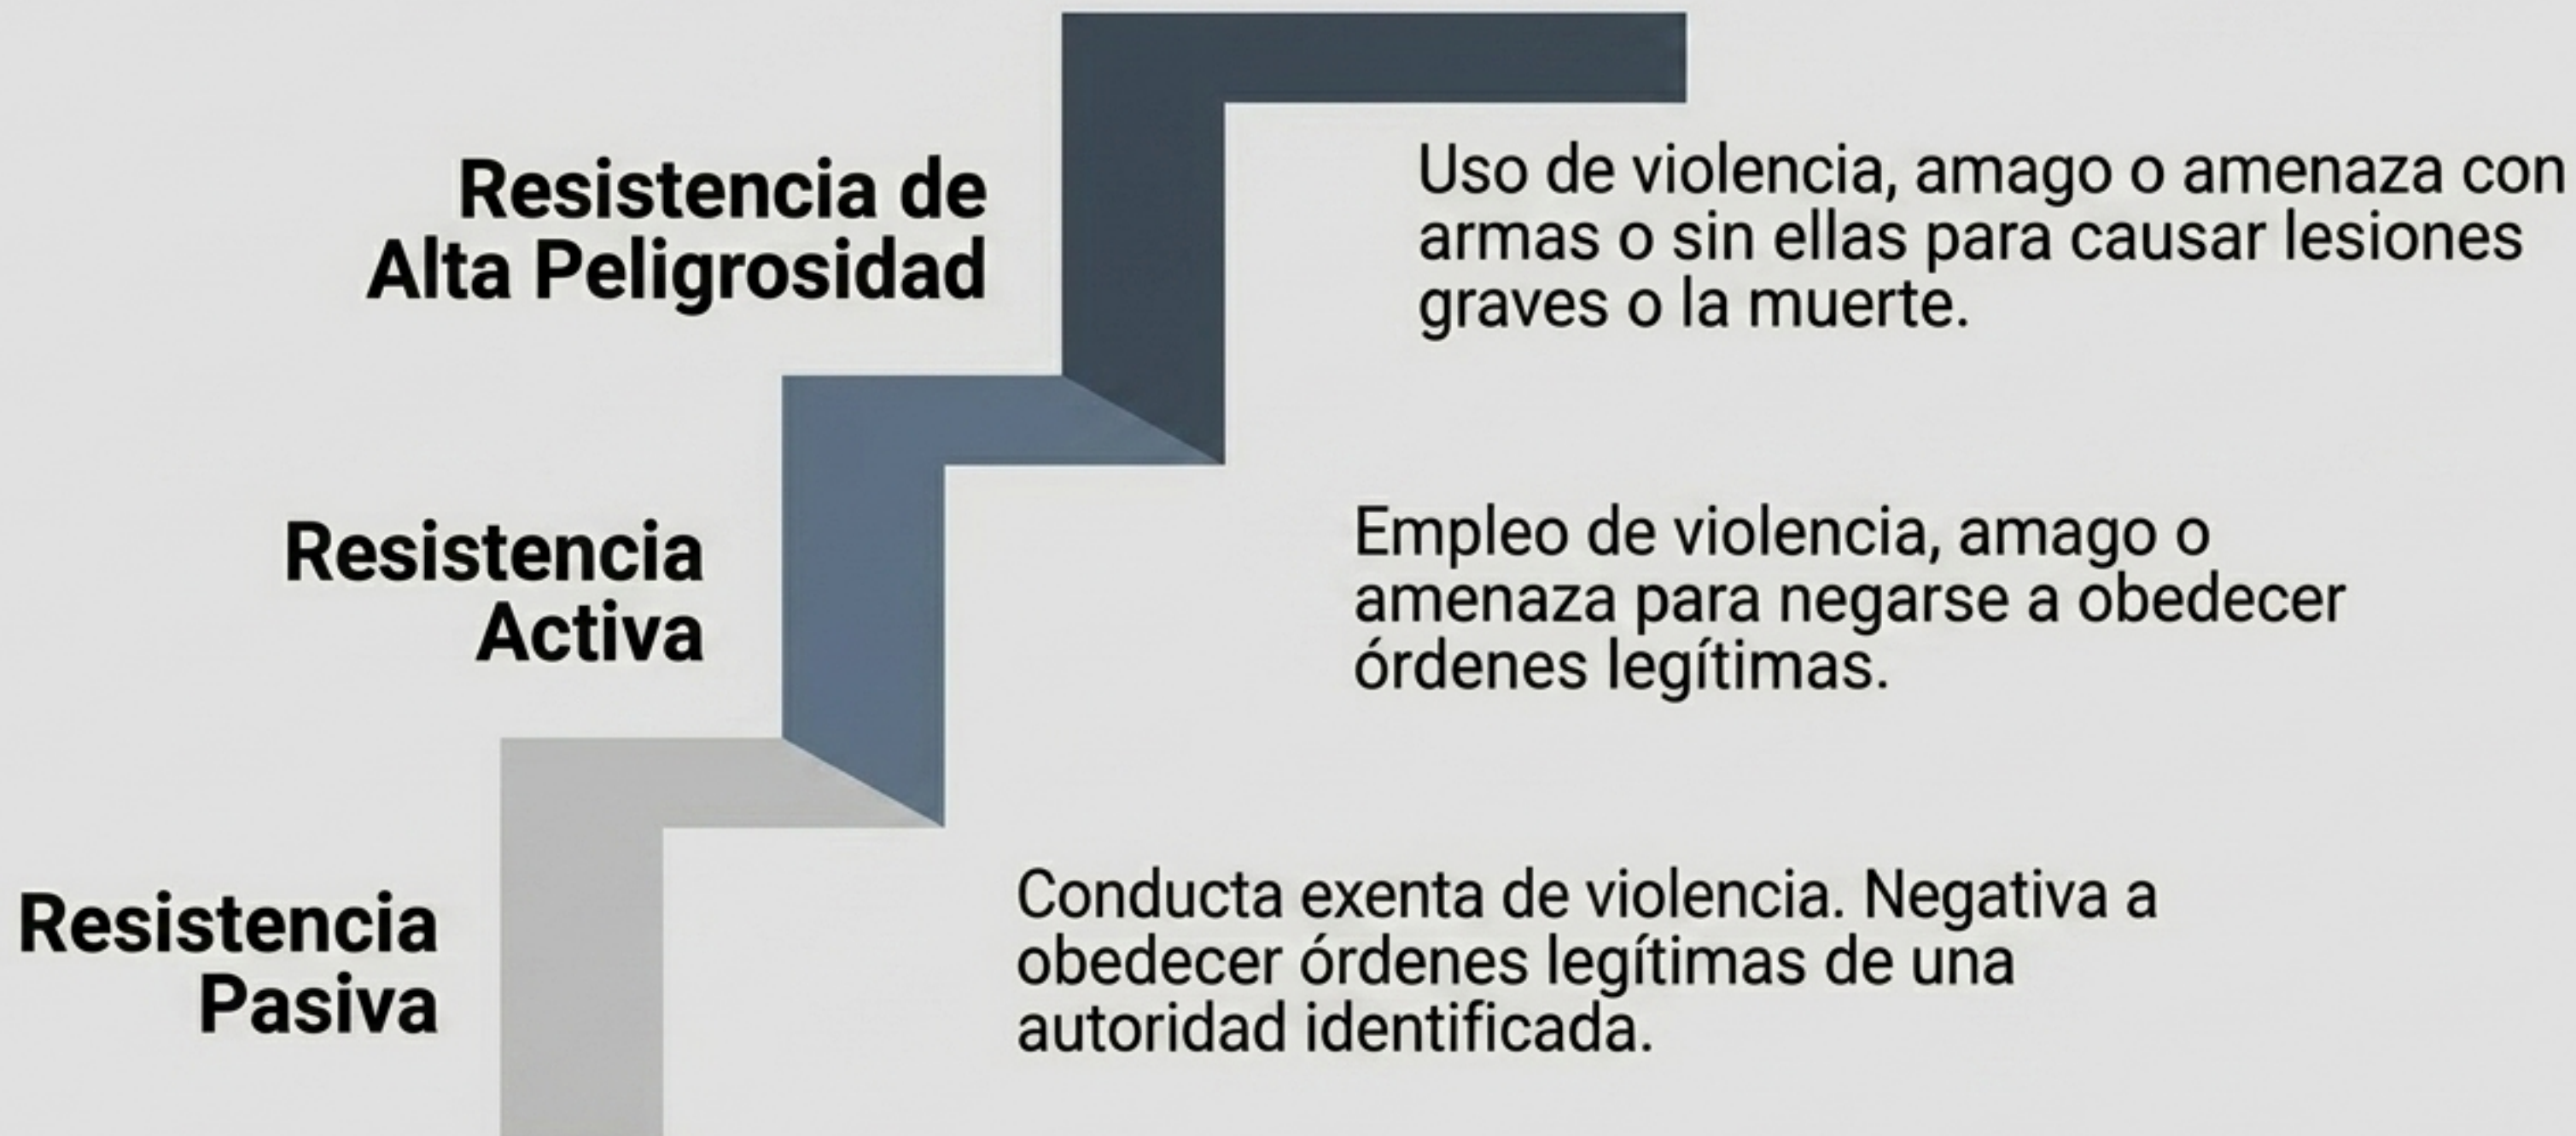 Resistencia de
Alta Peligrosidad
Uso de violencia, amago o amenaza con
armas o sin ellas para causar lesiones
graves o la muerte.
Resistencia
Activa
Empleo de violencia, amago o
amenaza para negarse a obedecer
órdenes legítimas.
Resistencia
Pasiva
Conducta exenta de violencia. Negativa a
obedecer órdenes legítimas de una
autoridad identificada.